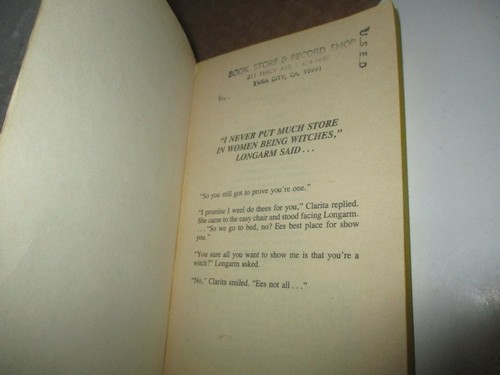 BOOK STORE & RECORD SHOP
U.S.E.D
CITY, CA.
"I NEVER PUT MUCH STORE
IN WOMEN BEING WITCHES,"
LONGARM SAID...
"So you still got to prove you're one."
"I promise I weel do thees for you," Clarita replied.
She came to the easy chair and stood facing Longarm.
. . ."So we go to bed, no? Ees best place for show
you."
"You sure all you want to show me is that you're a
witch?" Longarm asked.
"No," Clarita smiled. "Ees not all . . ."